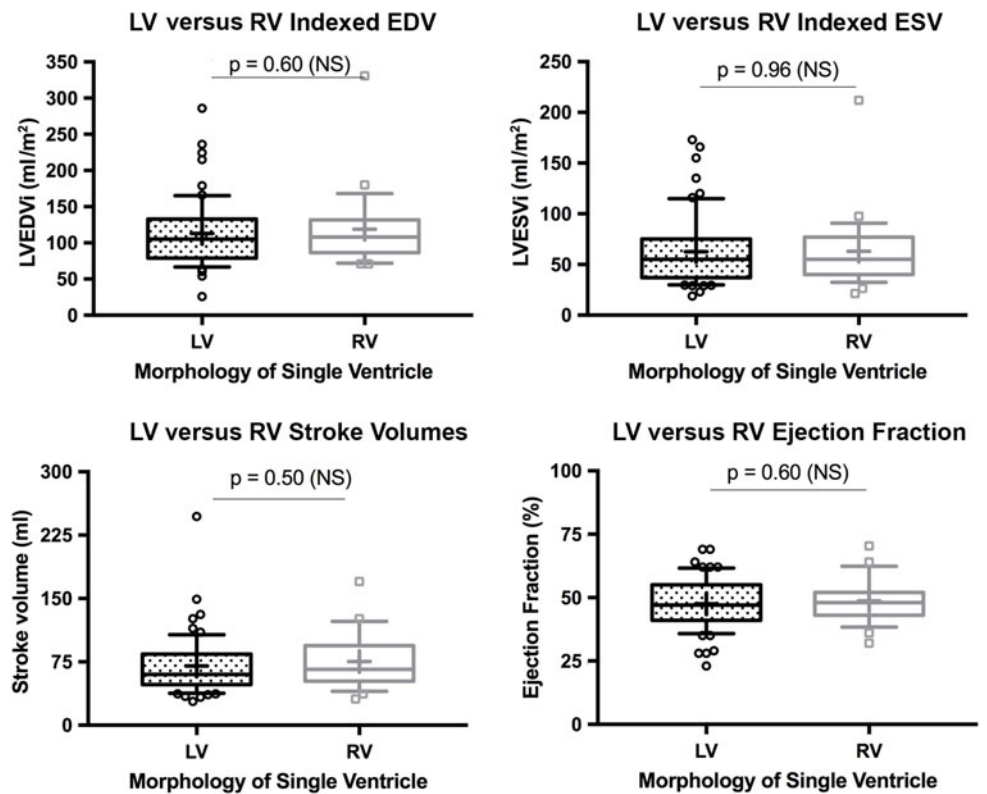 LV versus RV Indexed EDV
p = 0.60 (NS)
LVEDVi (ml/m²)
350
300
250
200
150
100
50
0
LV
RV
Morphology of Single Ventricle
LV versus RV Indexed ESV
p = 0.96 (NS)
LVESVi (ml/m²)
250
200
150
100
50
0
LV
RV
Morphology of Single Ventricle
LV versus RV Stroke Volumes
p = 0.50 (NS)
Stroke volume (ml)
300
225
150
75
0
LV
RV
Morphology of Single Ventricle
LV versus RV Ejection Fraction
p = 0.60 (NS)
Ejection Fraction (%)
100
75
50
25
0
LV
RV
Morphology of Single Ventricle